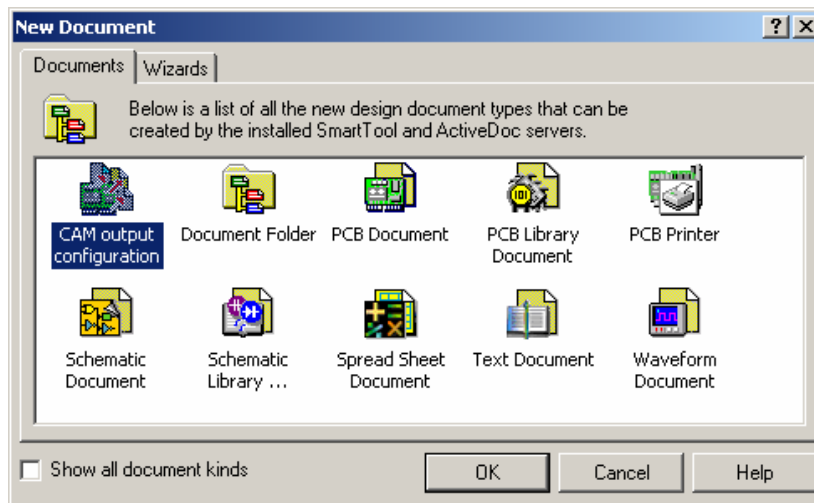 New Document
Documents
Wizards
Below is a list of all the new design document types that can be
created by the installed SmartTool and ActiveDoc servers.
CAM output
configuration
Document Folder
PCB Document
PCB Library
Document
PCB Printer
Schematic
Document
Schematic
Library ...
Spread Sheet
Document
Text Document
Waveform
Document
Show all document kinds
OK
Cancel
Help